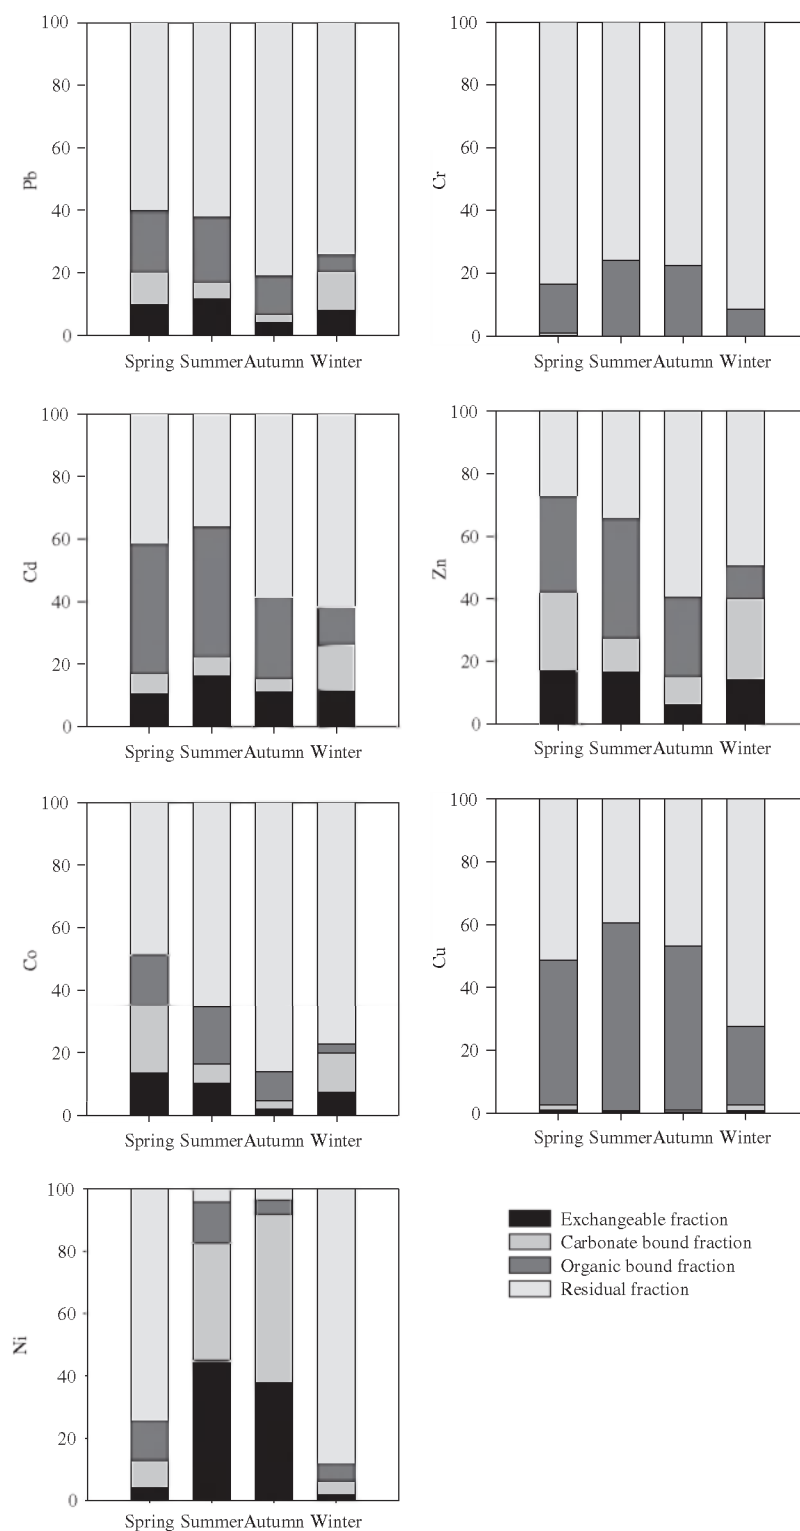 100
80
60
40
20
0
Pb
Spring Summer Autumn Winter
100
80
60
40
20
0
Cr
Spring Summer Autumn Winter
100
80
60
40
20
0
Cd
Spring Summer Autumn Winter
100
80
60
40
20
0
Zn
Spring Summer Autumn Winter
100
80
60
40
20
0
Co
Spring Summer Autumn Winter
100
80
60
40
20
0
Cu
Spring Summer Autumn Winter
100
80
60
40
20
0
Ni
Spring Summer Autumn Winter
Exchangeable fraction
Carbonate bound fraction
Organic bound fraction
Residual fraction